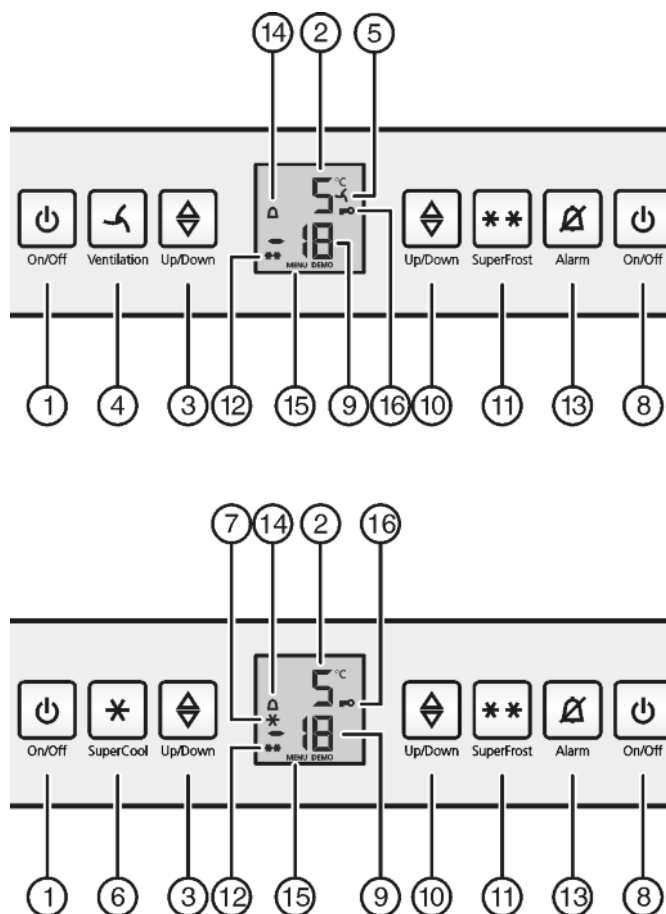 14 2 5
5 °C
18
MENU DEMO
On/Off Ventilation Up/Down Up/Down SuperFrost Alarm On/Off
1 4 3 12 15 9 16 10 11 13 8
7 14 2 16
5 °C
18
MENU DEMO
On/Off SuperCool Up/Down Up/Down SuperFrost Alarm On/Off
1 6 3 12 15 9 10 11 13 8